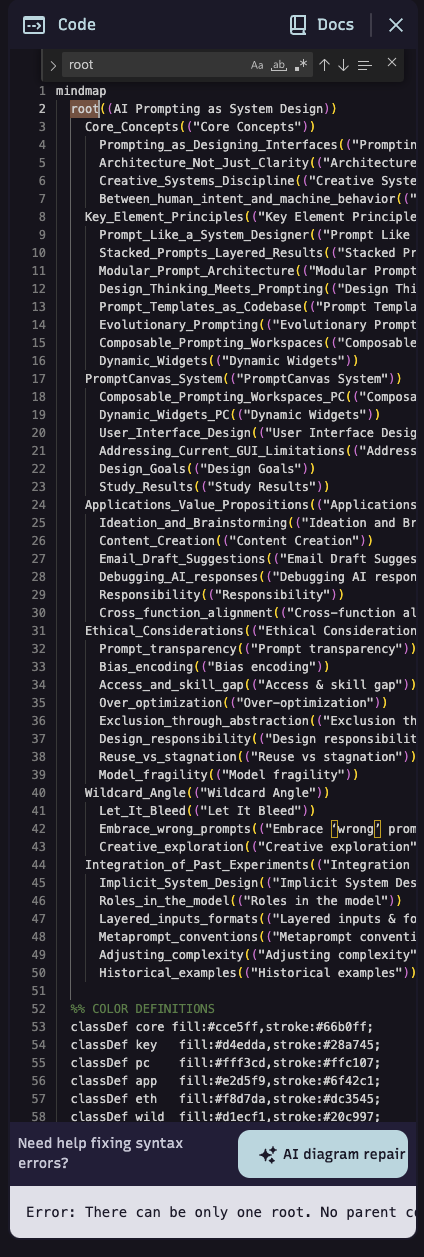 Code
Docs
root
Aa
ab
1 mindmap
2 root((AI Prompting as System Design))
3 Core_Concepts(("Core Concepts"))
4 Prompting_as_Designing_Interfaces(("Promptin
5 Architecture_Not_Just_Clarity(("Architecture
6 Creative_Systems_Discipline(("Creative Syste
7 Between_human_intent_and_machine_behavior(("
8 Key_Element_Principles(("Key Element Principle
9 Prompt_Like_a_System_Designer(("Prompt Like
10 Stacked_Prompts_Layered_Results(("Stacked Pr
11 Modular_Prompt_Architecture(("Modular Prompt
12 Design_Thinking_Meets_Prompting(("Design Thi
13 Prompt_Templates_as_Codebase(("Prompt Templa
14 Evolutionary_Prompting(("Evolutionary Prompt
15 Composable_Prompting_Workspaces(("Composable
16 Dynamic_Widgets(("Dynamic Widgets"))
17 PromptCanvas_System(("PromptCanvas System"))
18 Composable_Prompting_Workspaces_PC(("Composa
19 Dynamic_Widgets_PC(("Dynamic Widgets"))
20 User_Interface_Design(("User Interface Desig
21 Addressing_Current_GUI_Limitations(("Address
22 Design_Goals(("Design Goals"))
23 Study_Results(("Study Results"))
24 Applications_Value_Propositions(("Applications
25 Ideation_and_Brainstorming(("Ideation and Br
26 Content_Creation(("Content Creation"))
27 Email_Draft_Suggestions(("Email Draft Sugges
28 Debugging_AI_responses(("Debugging AI respon
29 Responsibility(("Responsibility"))
30 Cross_function_alignment(("Cross-function al
31 Ethical_Considerations(("Ethical Consideration
32 Prompt_transparency(("Prompt transparency"))
33 Bias_encoding(("Bias encoding"))
34 Access_and_skill_gap(("Access & skill gap"))
35 Over_optimization(("Over-optimization"))
36 Exclusion_through_abstraction(("Exclusion th
37 Design_responsibility(("Design responsibilit
38 Reuse_vs_stagnation(("Reuse vs stagnation"))
39 Model_fragility(("Model fragility"))
40 Wildcard_Angle(("Wildcard Angle"))
41 Let_It_Bleed(("Let It Bleed"))
42 Embrace_wrong_prompts(("Embrace ‘wrong’ prom
43 Creative_exploration(("Creative exploration"
44 Integration_of_Past_Experiments(("Integration
45 Implicit_System_Design(("Implicit System Des
46 Roles_in_the_model(("Roles in the model"))
47 Layered_inputs_formats(("Layered inputs & fo
48 Metaprompt_conventions(("Metaprompt conventi
49 Adjusting_complexity(("Adjusting complexity"
50 Historical_examples(("Historical examples"))
51
52 %% COLOR DEFINITIONS
53 classDef core fill:#cce5ff,stroke:#66b0ff;
54 classDef key fill:#d4edda,stroke:#28a745;
55 classDef pc fill:#fff3cd,stroke:#ffc107;
56 classDef app fill:#e2d5f9,stroke:#6f42c1;
57 classDef eth fill:#f8d7da,stroke:#dc3545;
58 classDef wild fill:#d1ecf1,stroke:#20c997;
Need help fixing syntax
errors?
AI diagram repair
Error: There can be only one root. No parent co